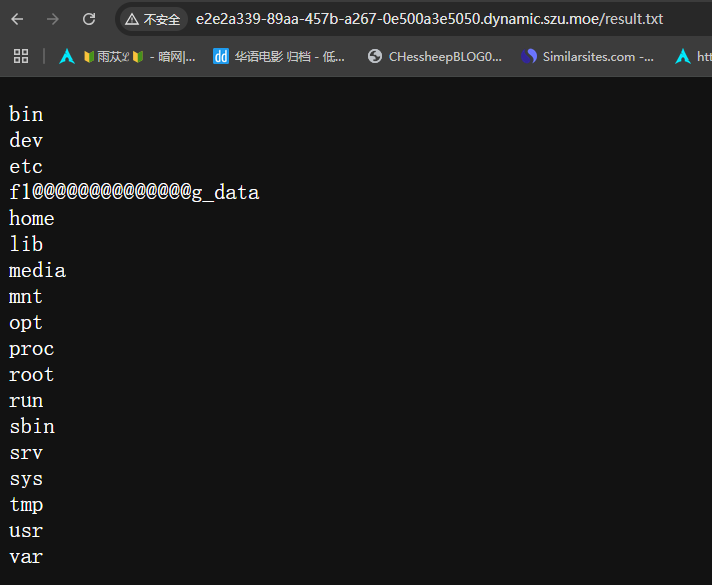 不安全
e2e2a339-89aa-457b-a267-0e500a3e5050.dynamic.szu.moe/result.txt
雨苡 - 暗网|...
dd 华语电影 归档 - 低...
CHessheepBLOG0...
Similarsites.com -...
htt
bin
dev
etc
fl@@@@@@@@@@@@@@g_data
home
lib
media
mnt
opt
proc
root
run
sbin
srv
sys
tmp
usr
var